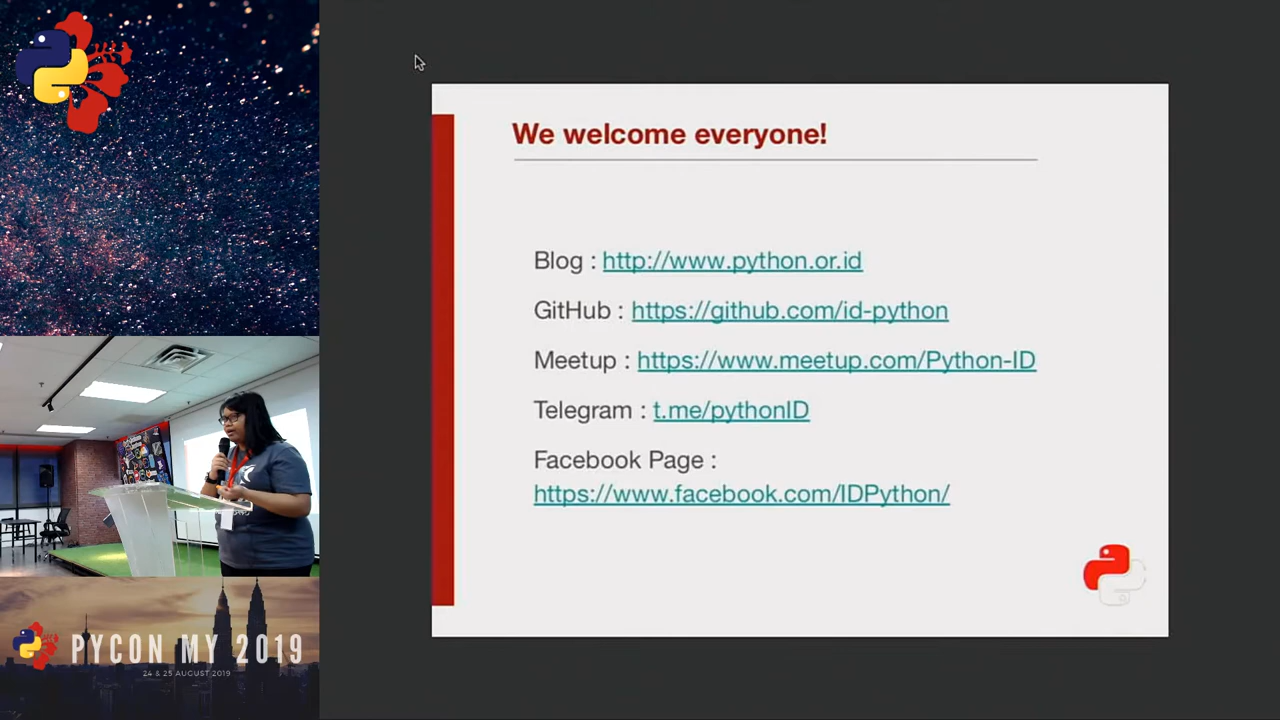 We welcome everyone!
Blog : http://www.python.or.id
GitHub : https://github.com/id-python
Meetup : https://www.meetup.com/Python-ID
Telegram : t.me/pythonID
Facebook Page :
https://www.facebook.com/IDPython/
PYCON MY 2019
24 & 25 AUGUST 2019